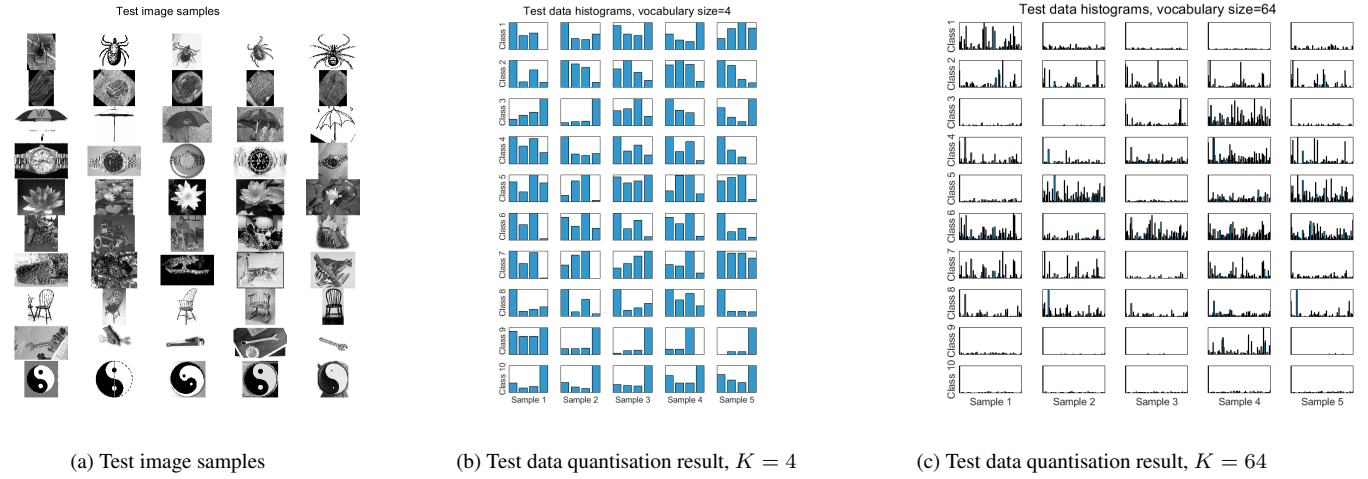 Test image samples
Test data histograms, vocabulary size=4
Class 1
Class 2
Class 3
Class 4
Class 5
Class 6
Class 7
Class 8
Class 9
Class 10
Sample 1
Sample 2
Sample 3
Sample 4
Sample 5
Test data histograms, vocabulary size=64
Class 1
Class 2
Class 3
Class 4
Class 5
Class 6
Class 7
Class 8
Class 9
Class 10
Sample 1
Sample 2
Sample 3
Sample 4
Sample 5
(a) Test image samples
(b) Test data quantisation result, K = 4
(c) Test data quantisation result, K = 64